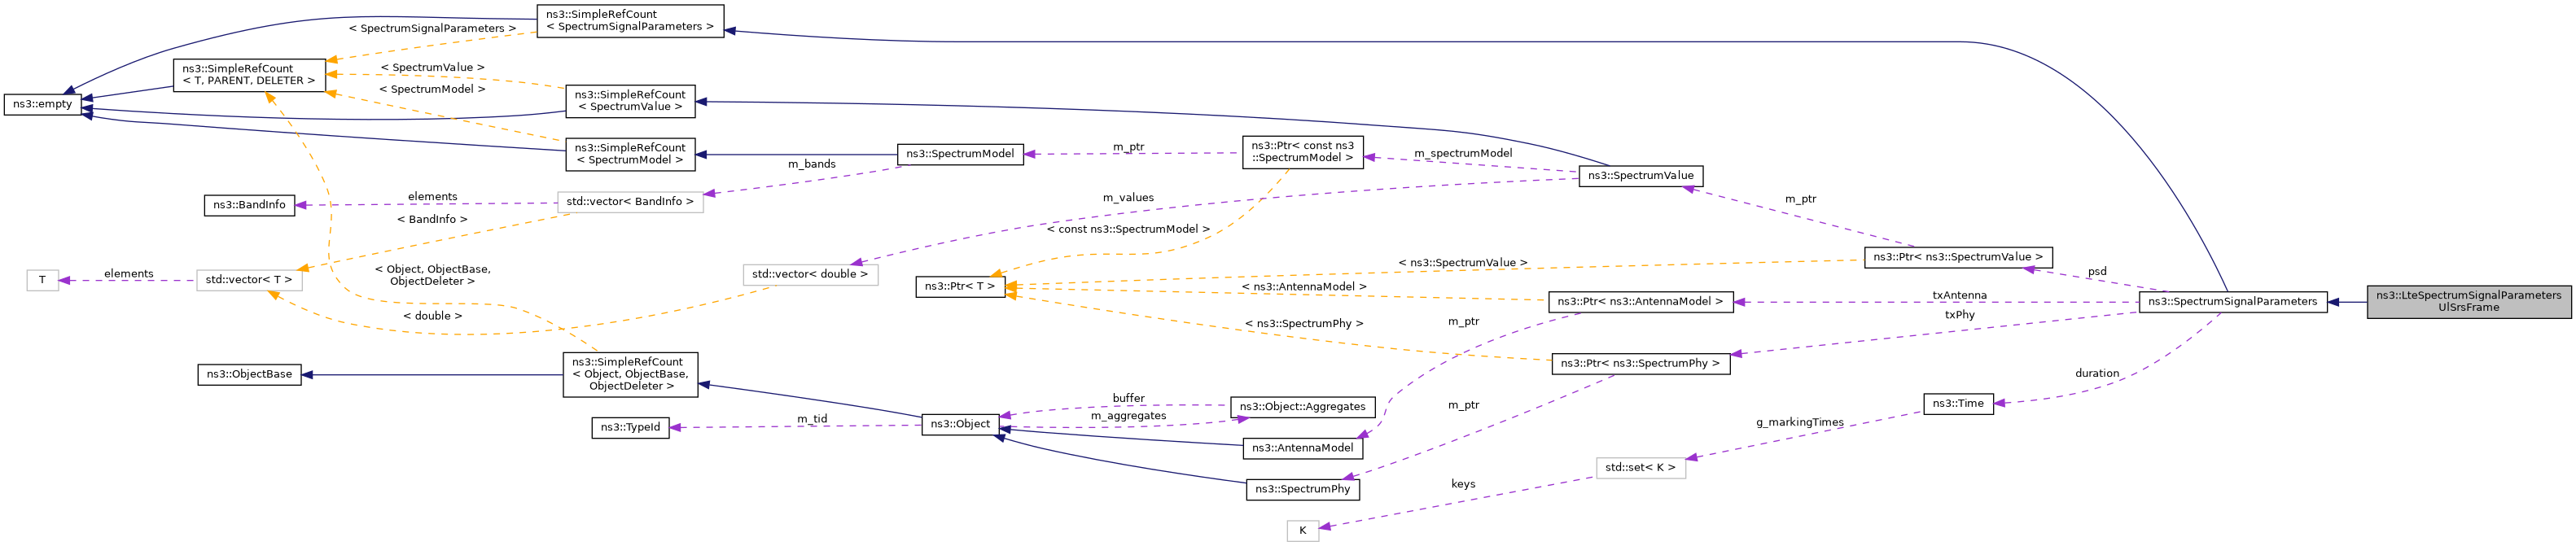 ns3::SimpleRefCount
< SpectrumSignalParameters >
< SpectrumSignalParameters >
ns3::SimpleRefCount
< T, PARENT, DELETER >
< SpectrumValue >
< SpectrumModel >
ns3::empty
ns3::SimpleRefCount
< SpectrumValue >
ns3::SimpleRefCount
< SpectrumModel >
m_bands
ns3::SpectrumModel
m_ptr
ns3::Ptr< const ns3
::SpectrumModel >
m_spectrumModel
ns3::SpectrumValue
ns3::BandInfo
elements
std::vector< BandInfo >
< BandInfo >
m_values
m_ptr
< const ns3::SpectrumModel >
T
elements
std::vector< T >
< Object, ObjectBase,
ObjectDeleter >
< double >
std::vector< double >
ns3::Ptr< T >
< ns3::SpectrumValue >
< ns3::AntennaModel >
< ns3::SpectrumPhy >
ns3::Ptr< ns3::SpectrumValue >
psd
ns3::Ptr< ns3::AntennaModel >
txAntenna
txPhy
ns3::SpectrumSignalParameters
ns3::LteSpectrumSignalParameters
UlSrsFrame
m_ptr
ns3::Ptr< ns3::SpectrumPhy >
duration
ns3::ObjectBase
ns3::SimpleRefCount
< Object, ObjectBase,
ObjectDeleter >
ns3::TypeId
m_tid
ns3::Object
buffer
m_aggregates
ns3::Object::Aggregates
m_ptr
ns3::Time
g_markingTimes
ns3::AntennaModel
std::set< K >
ns3::SpectrumPhy
keys
K